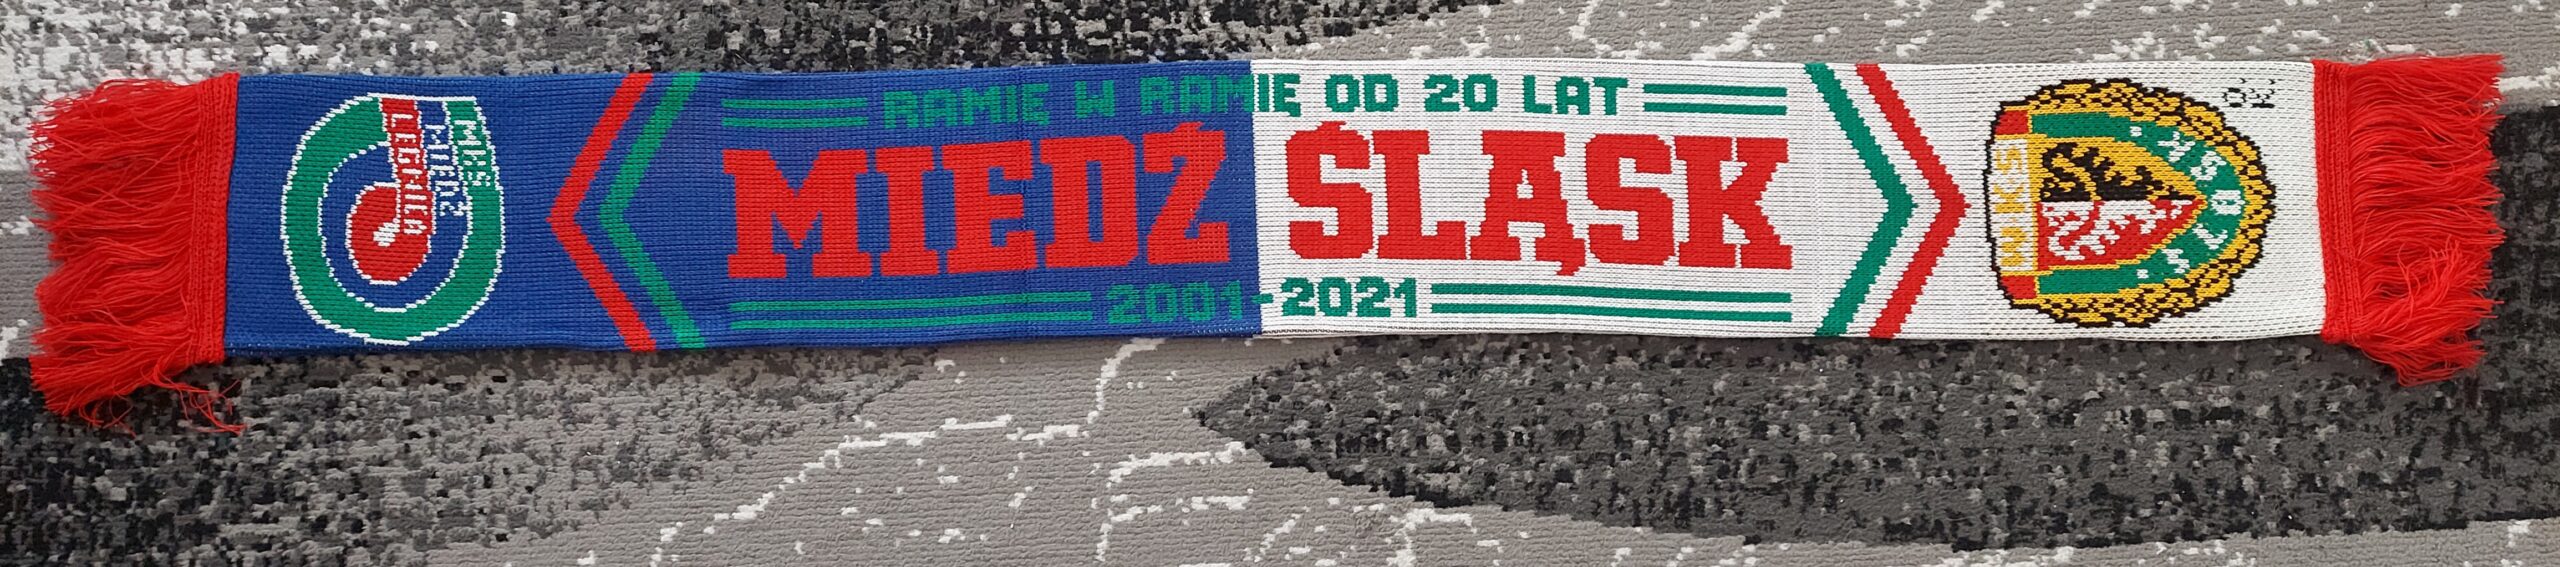 MKS
MIEDŹ
LEGNICA
RAMIĘ W RAMIĘ OD 20 LAT
MIEDŹ ŚLĄSK
2001-2021
WKS
ŚLĄSK